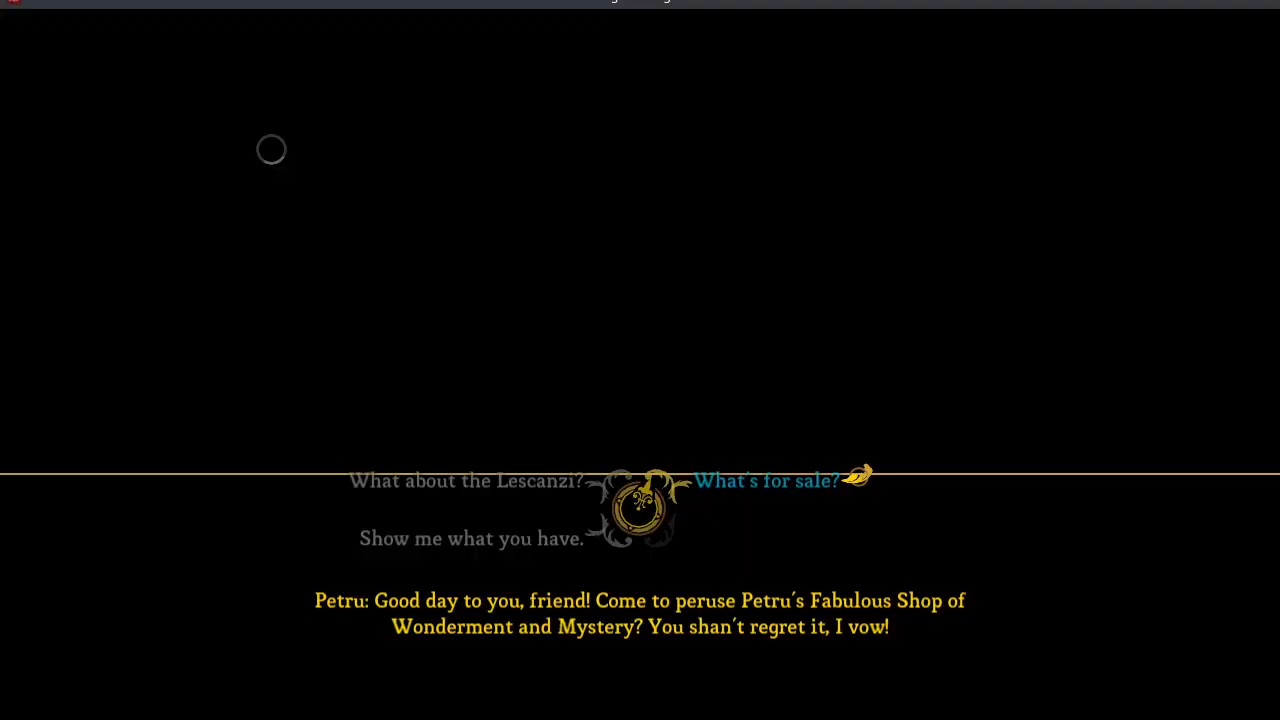 What about the Lescanzi?
What's for sale?
Show me what you have.
Petru: Good day to you, friend! Come to peruse Petru's Fabulous Shop of
Wonderment and Mystery? You shan't regret it, I vow!